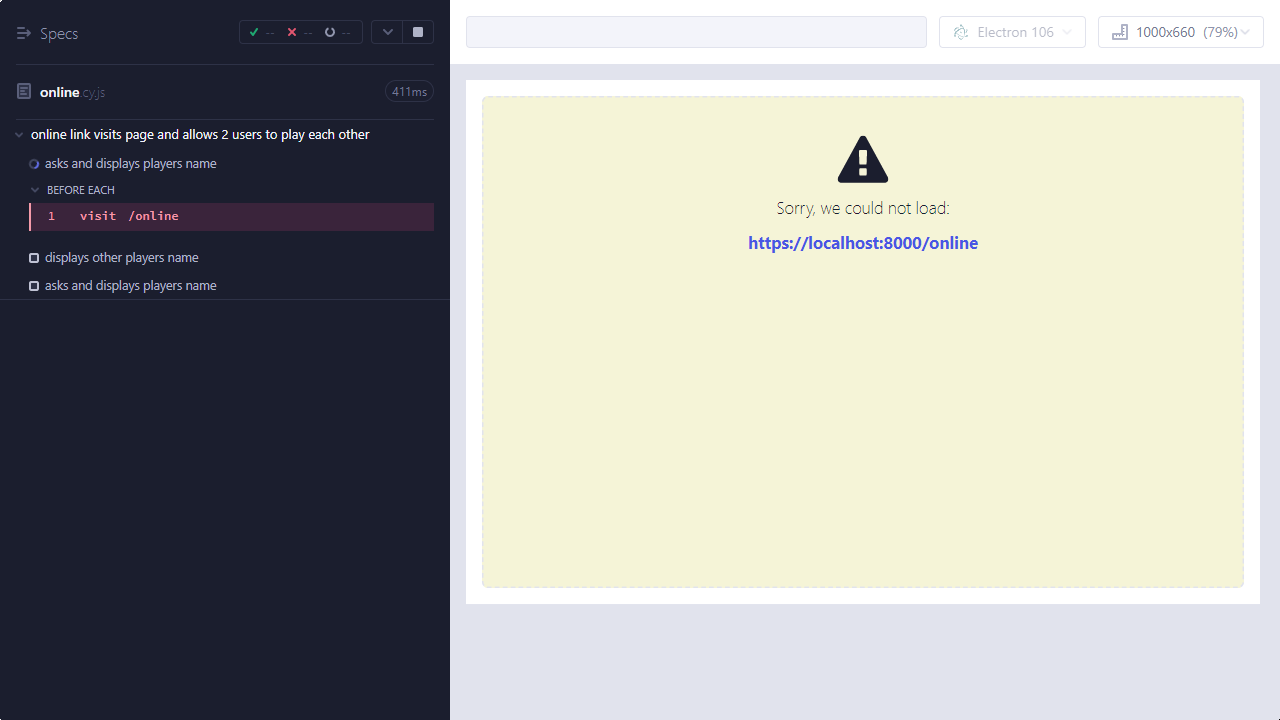 Specs
--
--
--
online.cy.js
411ms
online link visits page and allows 2 users to play each other
asks and displays players name
BEFORE EACH
1 visit /online
displays other players name
asks and displays players name
Electron 106
1000x660 (79%)
Sorry, we could not load:
https://localhost:8000/online